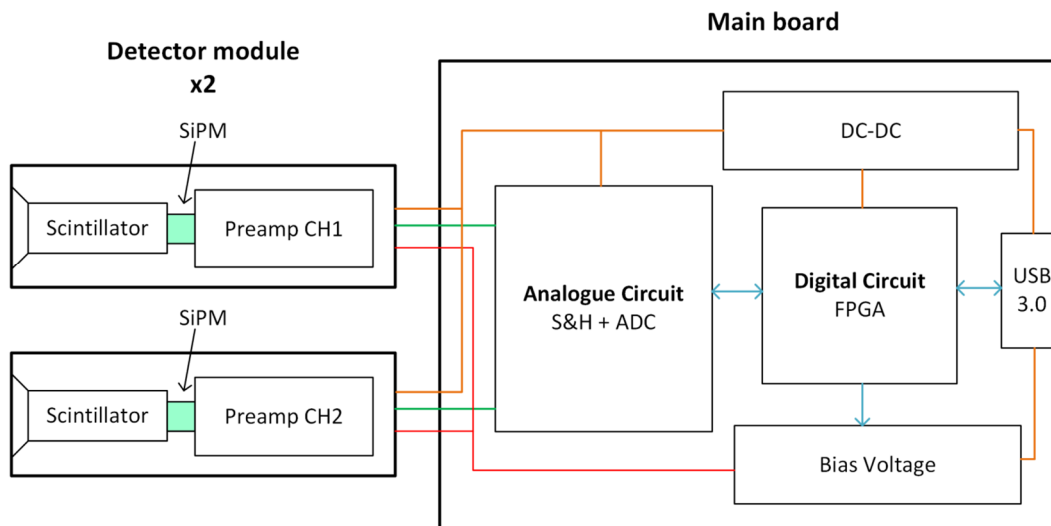 Main board
Detector module
x2
SiPM
DC-DC
Scintillator
Preamp CH1
Analogue Circuit
S&H + ADC
Digital Circuit
FPGA
USB
3.0
SiPM
Scintillator
Preamp CH2
Bias Voltage